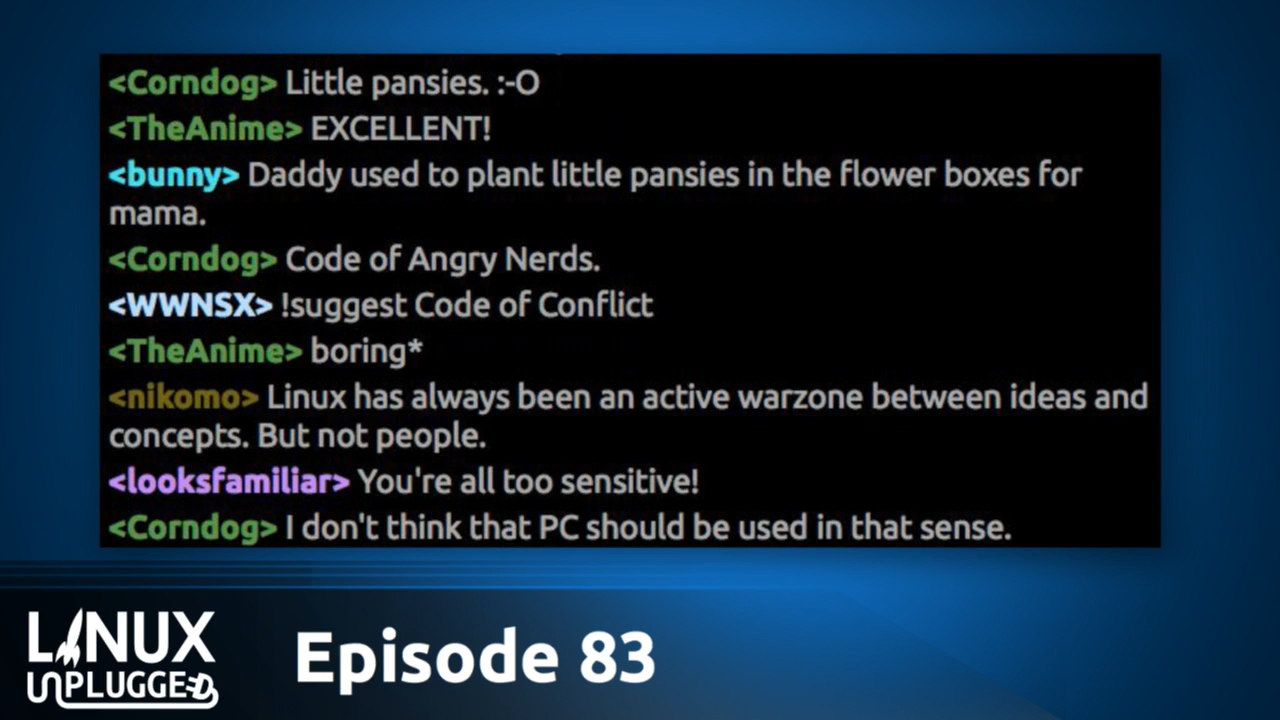 <Corndog> Little pansies. :-O
<TheAnime> EXCELLENT!
<bunny> Daddy used to plant little pansies in the flower boxes for
mama.
<Corndog> Code of Angry Nerds.
<WWNSX> !suggest Code of Conflict
<TheAnime> boring*
<nikomo> Linux has always been an active warzone between ideas and
concepts. But not people.
<looksfamiliar> You're all too sensitive!
<Corndog> I don't think that PC should be used in that sense.
LINUX
UNPLUGGED
Episode 83